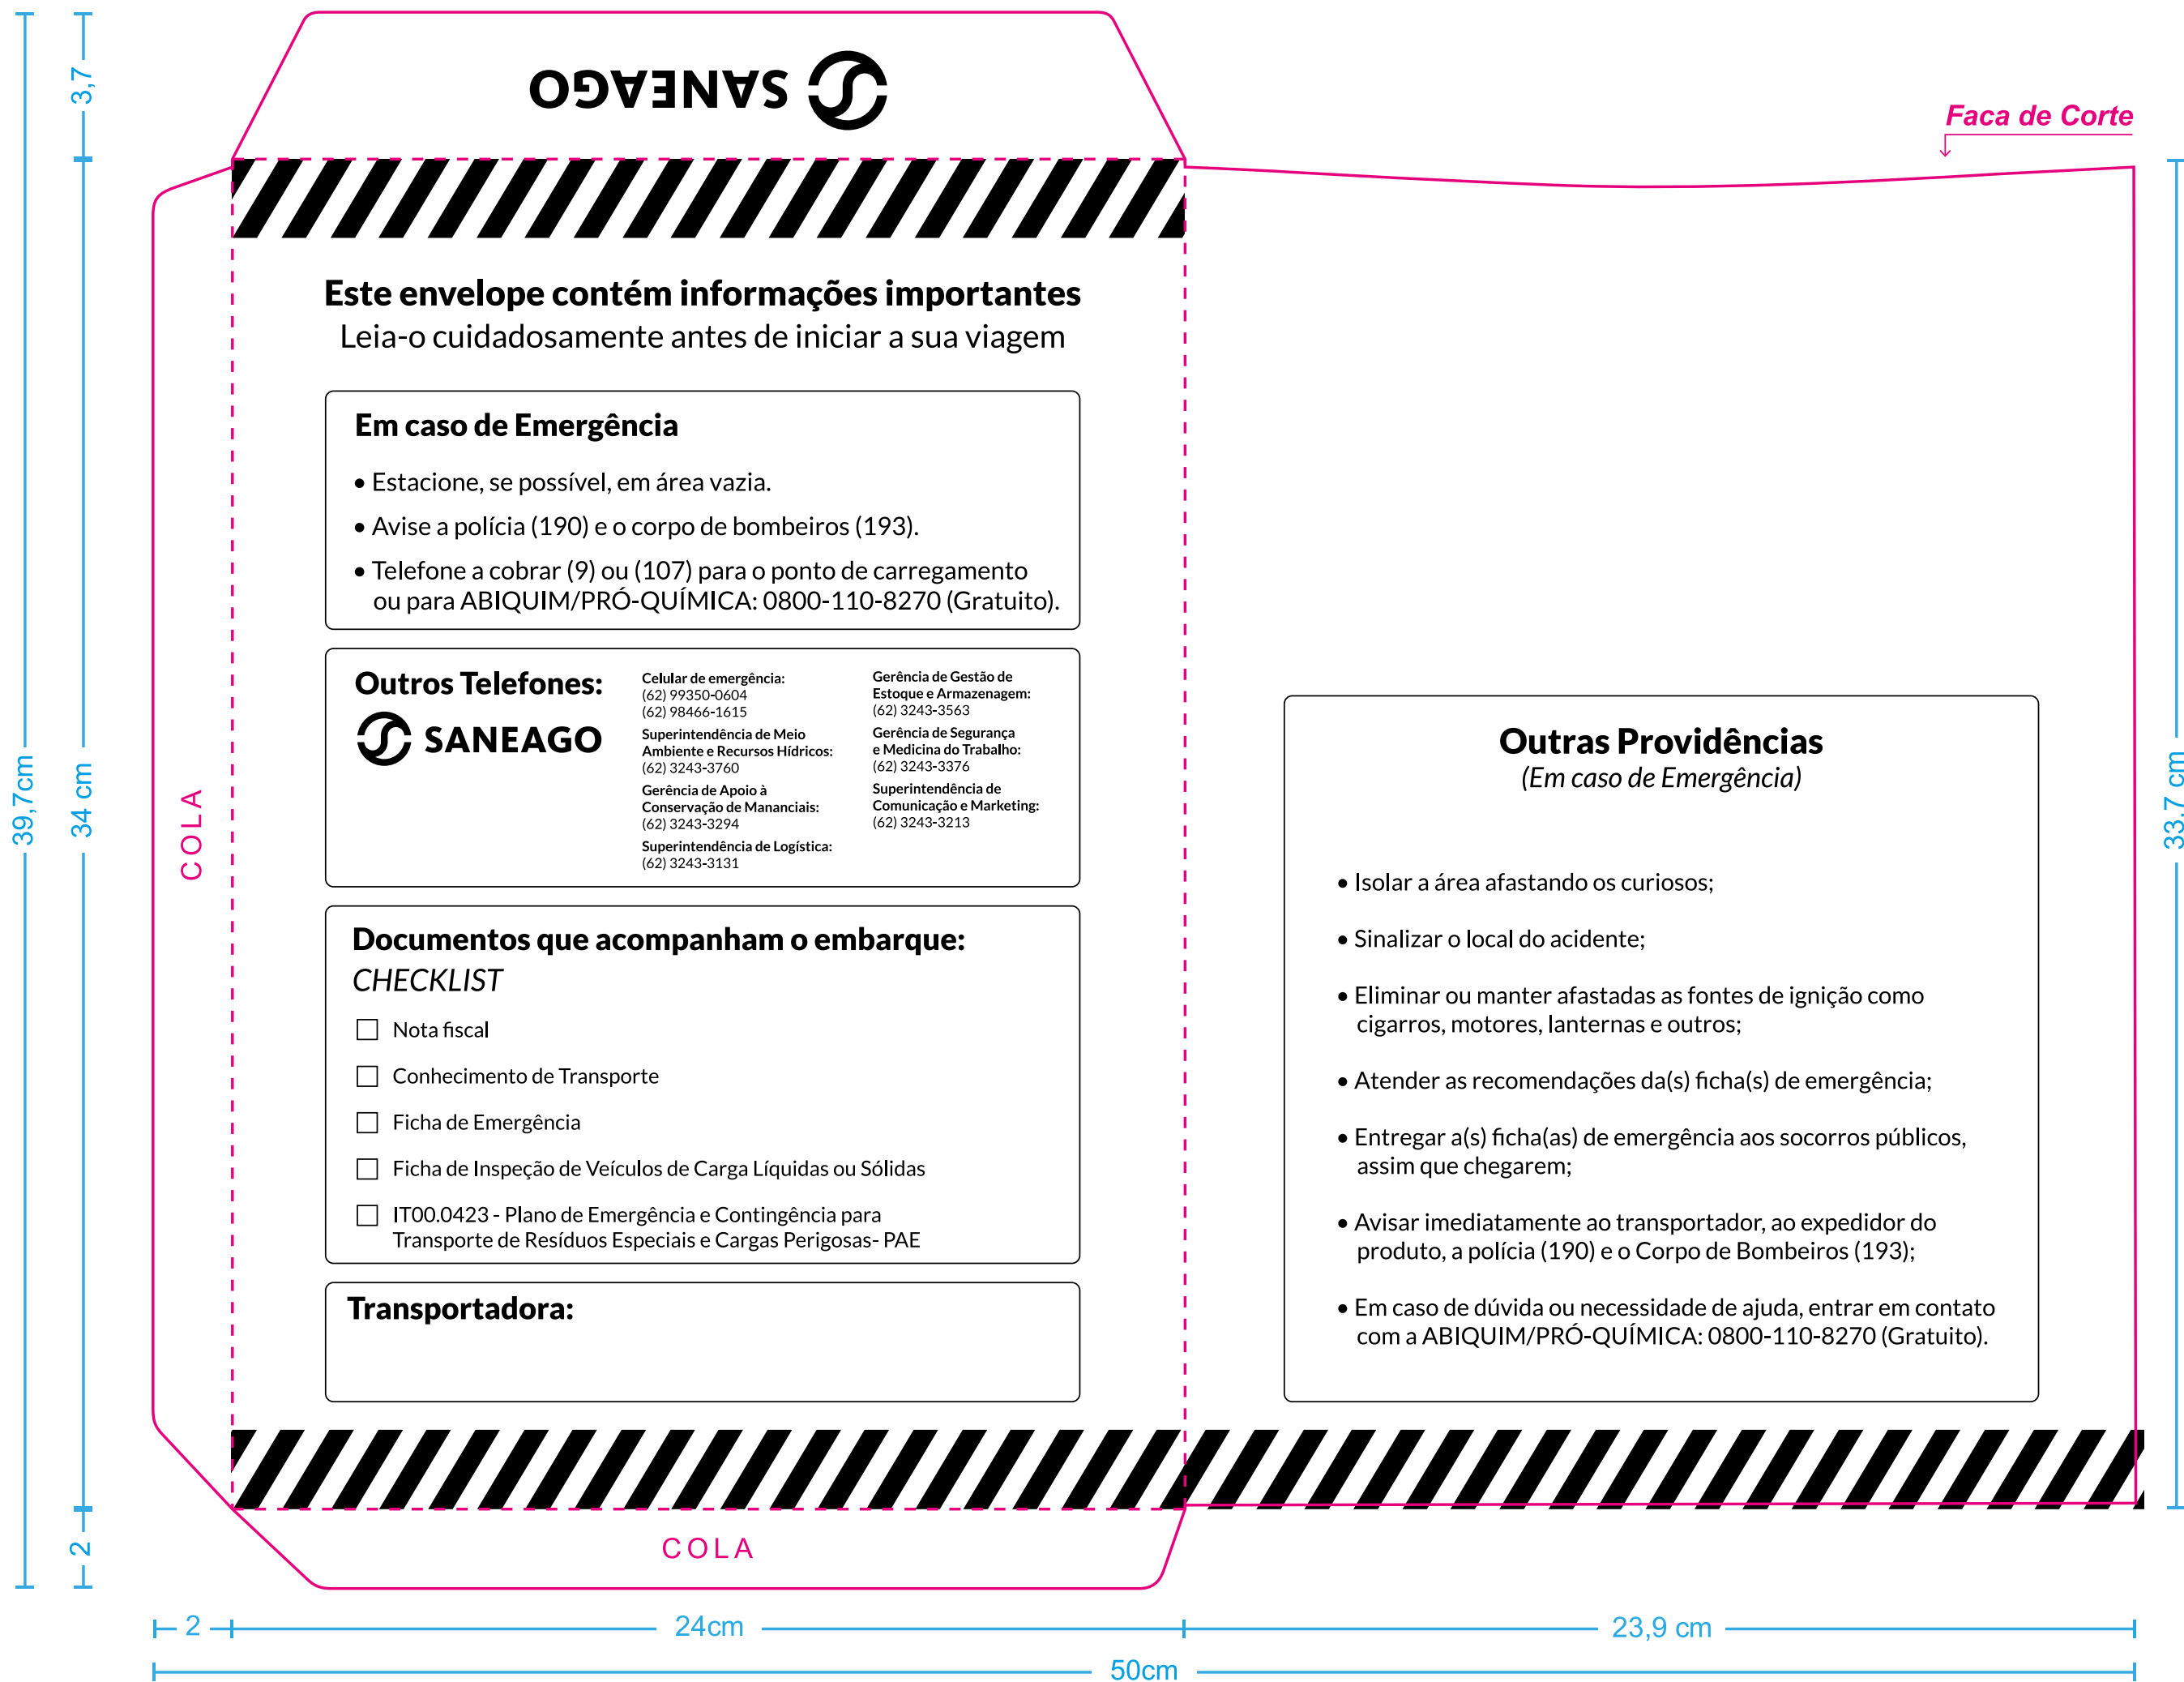 SANEAGO
Faca de Corte
3,7
39,7cm
34 cm
2
COLA
Este envelope contém informações importantes
Leia-o cuidadosamente antes de iniciar a sua viagem
Em caso de Emergência
• Estacione, se possível, em área vazia.
• Avise a polícia (190) e o corpo de bombeiros (193).
• Telefone a cobrar (9) ou (107) para o ponto de carregamento
ou para ABIQUIM/PRÓ-QUÍMICA: 0800-110-8270 (Gratuito).
Outros Telefones:
SANEAGO
Celular de emergência:
(62) 99350-0604
(62) 98466-1615
Superintendência de Meio
Ambiente e Recursos Hídricos:
(62) 3243-3760
Gerência de Apoio à
Conservação de Mananciais:
(62) 3243-3294
Superintendência de Logística:
(62) 3243-3131
Gerência de Gestão de
Estoque e Armazenagem:
(62) 3243-3563
Gerência de Segurança
e Medicina do Trabalho:
(62) 3243-3376
Superintendência de
Comunicação e Marketing:
(62) 3243-3213
Documentos que acompanham o embarque:
CHECKLIST
Nota fiscal
Conhecimento de Transporte
Ficha de Emergência
Ficha de Inspeção de Veículos de Carga Líquidas ou Sólidas
IT00.0423 - Plano de Emergência e Contingência para
Transporte de Resíduos Especiais e Cargas Perigosas- PAE
Transportadora:
COLA
Outras Providências
(Em caso de Emergência)
• Isolar a área afastando os curiosos;
• Sinalizar o local do acidente;
• Eliminar ou manter afastadas as fontes de ignição como
cigarros, motores, lanternas e outros;
• Atender as recomendações da(s) ficha(s) de emergência;
• Entregar a(s) ficha(as) de emergência aos socorros públicos,
assim que chegarem;
• Avisar imediatamente ao transportador, ao expedidor do
produto, a polícia (190) e o Corpo de Bombeiros (193);
• Em caso de dúvida ou necessidade de ajuda, entrar em contato
com a ABIQUIM/PRÓ-QUÍMICA: 0800-110-8270 (Gratuito).
33,7 cm
2
24cm
23,9 cm
50cm